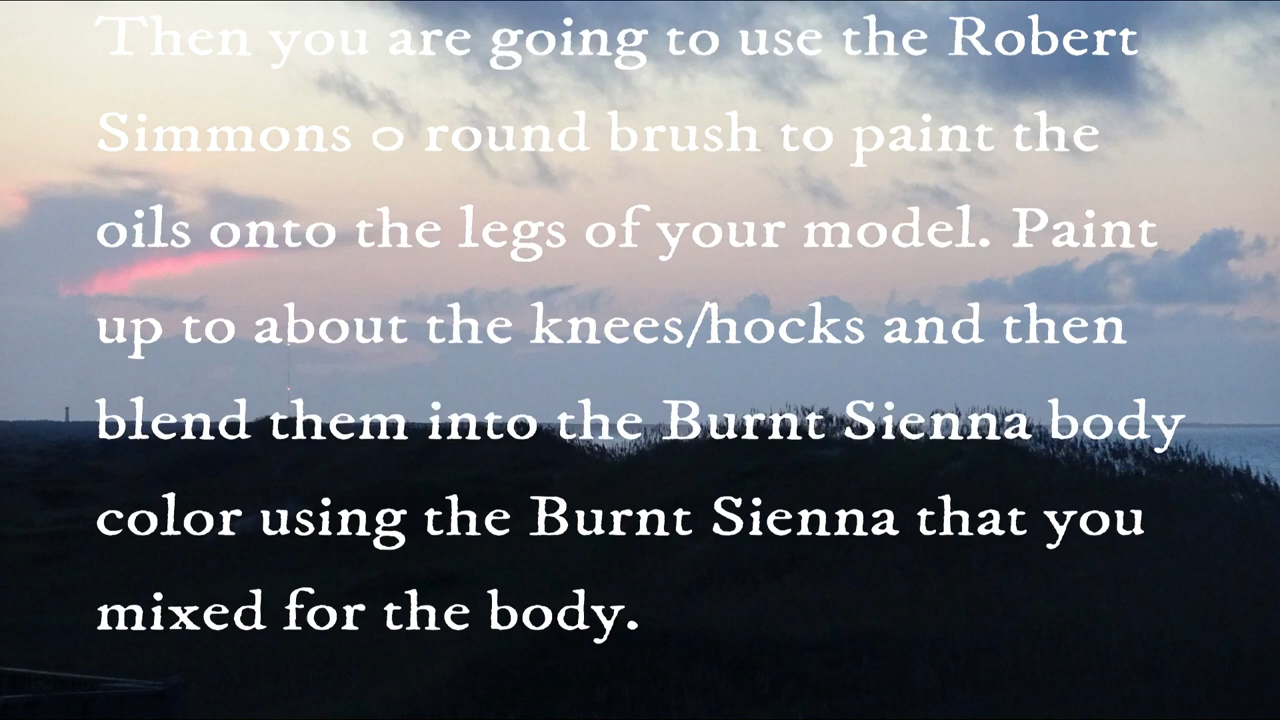 Then you are going to use the Robert
Simmons 0 round brush to paint the
oils onto the legs of your model. Paint
up to about the knees/hocks and then
blend them into the Burnt Sienna body
color using the Burnt Sienna that you
mixed for the body.